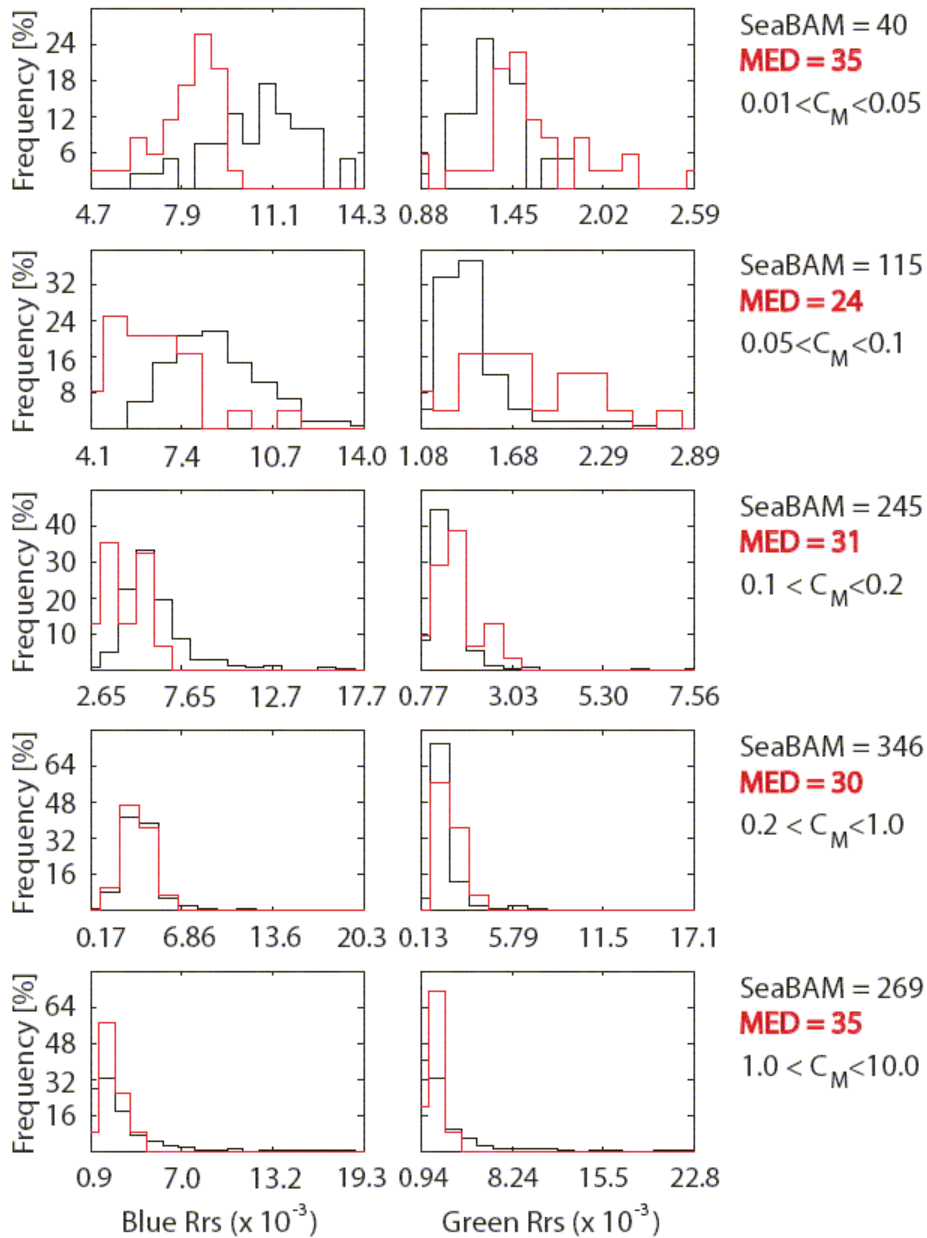 Frequency [%]
24
18
12
6
4.7 7.9 11.1 14.3
0.88 1.45 2.02 2.59
SeaBAM = 40
MED = 35
0.01<C_M<0.05
Frequency [%]
32
24
16
8
4.1 7.4 10.7 14.0
1.08 1.68 2.29 2.89
SeaBAM = 115
MED = 24
0.05<C_M<0.1
Frequency [%]
40
30
20
10
2.65 7.65 12.7 17.7
0.77 3.03 5.30 7.56
SeaBAM = 245
MED = 31
0.1 < C_M<0.2
Frequency [%]
64
48
32
16
0.17 6.86 13.6 20.3
0.13 5.79 11.5 17.1
SeaBAM = 346
MED = 30
0.2 < C_M<1.0
Frequency [%]
64
48
32
16
0.9 7.0 13.2 19.3
0.94 8.24 15.5 22.8
SeaBAM = 269
MED = 35
1.0 < C_M<10.0
Blue Rrs (x 10⁻³)
Green Rrs (x 10⁻³)